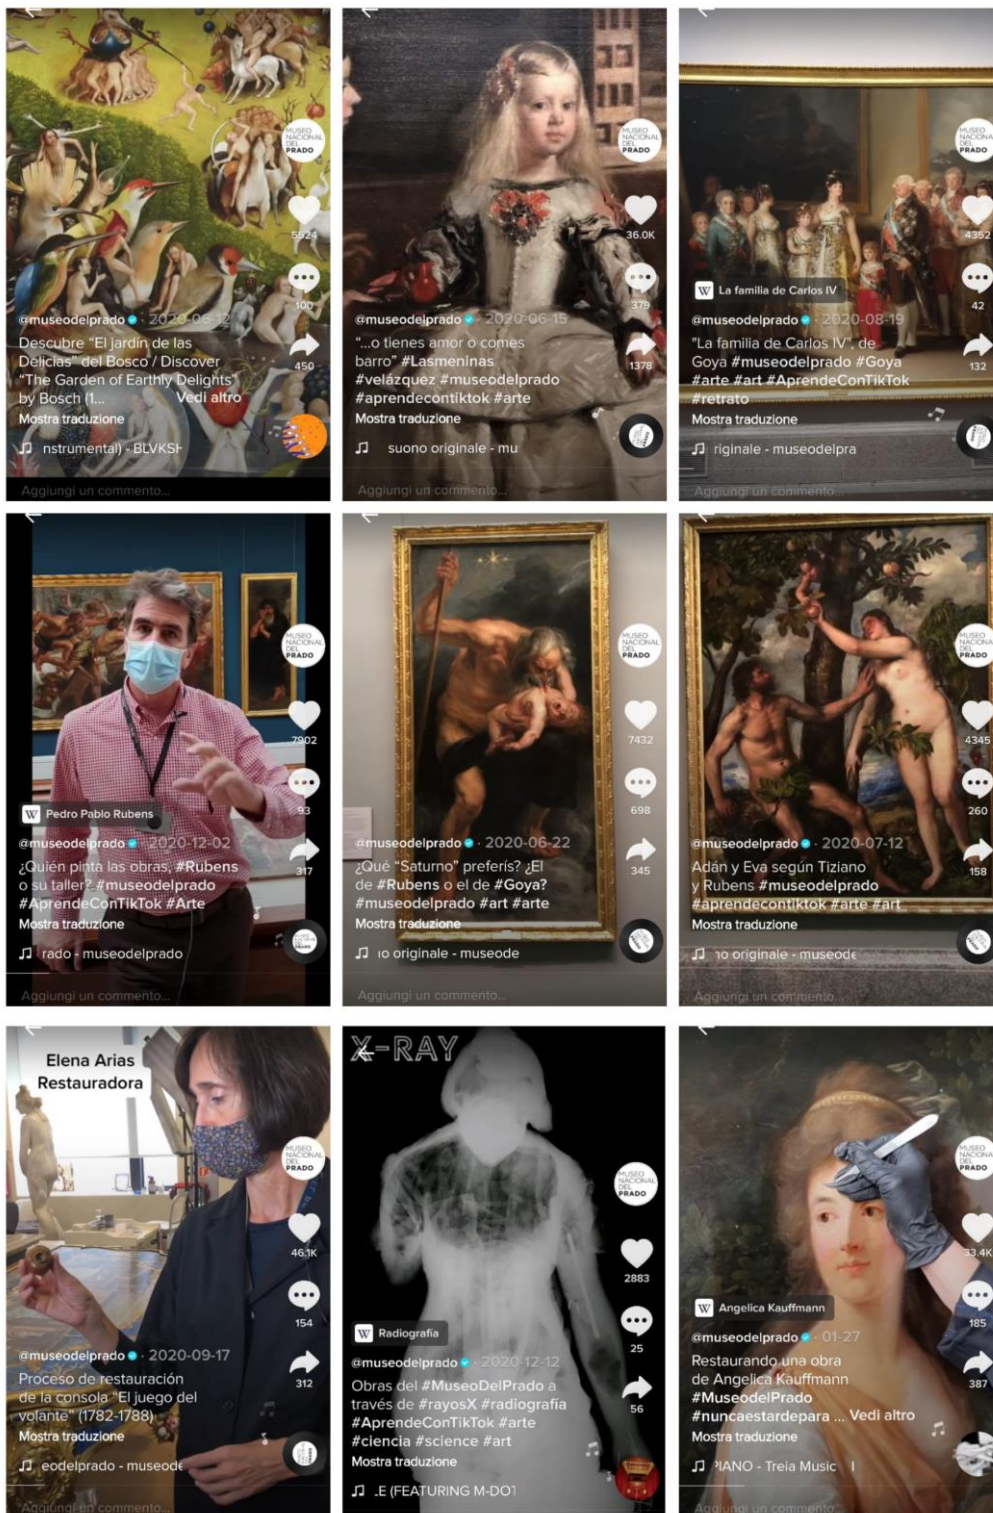 MUSEO
NACIONAL
DEL
PRADO
5524
100
450
@museodelprado · 2020-06-12
Descubre “El jardín de las
Delicias” del Bosco / Discover
“The Garden of Earthly Delights”
by Bosch (1... Vedi altro
Mostra traduzione
nstrumental) - BLVKSH
Aggiungi un commento...
MUSEO
NACIONAL
DEL
PRADO
36.0K
379
1378
@museodelprado · 2020-06-15
“...o tienes amor o comes
barro” #Lasmeninas
#velázquez #museodelprado
#aprendecontiktok #arte
Mostra traduzione
suono originale - mu
Aggiungi un commento...
MUSEO
NACIONAL
DEL
PRADO
4352
42
132
W La familia de Carlos IV
@museodelprado · 2020-08-19
"La familia de Carlos IV", de
Goya #museodelprado #Goya
#arte #art #AprendeConTikTok
#retrato
Mostra traduzione
riginale - museodelpra
Aggiungi un commento...
MUSEO
NACIONAL
DEL
PRADO
7902
93
317
W Pedro Pablo Rubens
@museodelprado · 2020-12-02
¿Quién pinta las obras, #Rubens
o su taller? #museodelprado
#AprendeConTikTok #Arte
Mostra traduzione
rado - museodelprado
Aggiungi un commento...
MUSEO
NACIONAL
DEL
PRADO
7432
698
345
@museodelprado · 2020-06-22
¿Qué “Saturno” preferís? ¿El
de #Rubens o el de #Goya?
#museodelprado #art #arte
Mostra traduzione
io originale - museode
Aggiungi un commento...
MUSEO
NACIONAL
DEL
PRADO
4345
260
158
@museodelprado · 2020-07-12
Adán y Eva según Tiziano
y Rubens #museodelprado
#aprendecontiktok #arte #art
Mostra traduzione
no originale - museode
Aggiungi un commento...
Elena Arias
Restauradora
MUSEO
NACIONAL
DEL
PRADO
46.1K
154
312
@museodelprado · 2020-09-17
Proceso de restauración
de la consola “El juego del
volante” (1782-1788)
Mostra traduzione
eodelprado - museode
Aggiungi un commento...
X-RAY
MUSEO
NACIONAL
DEL
PRADO
2883
25
56
W Radiografía
@museodelprado · 2020-12-12
Obras del #MuseoDelPrado a
través de #rayosX #radiografía
#AprendeConTikTok #arte
#ciencia #science #art
Mostra traduzione
.E (FEATURING M-DOT
MUSEO
NACIONAL
DEL
PRADO
33.4K
185
387
W Angelica Kauffmann
@museodelprado · 01-27
Restaurando una obra
de Angelica Kauffmann
#MuseodelPrado
#nuncaestardepara ... Vedi altro
Mostra traduzione
PIANO - Treia Music
Aggiungi un commento...